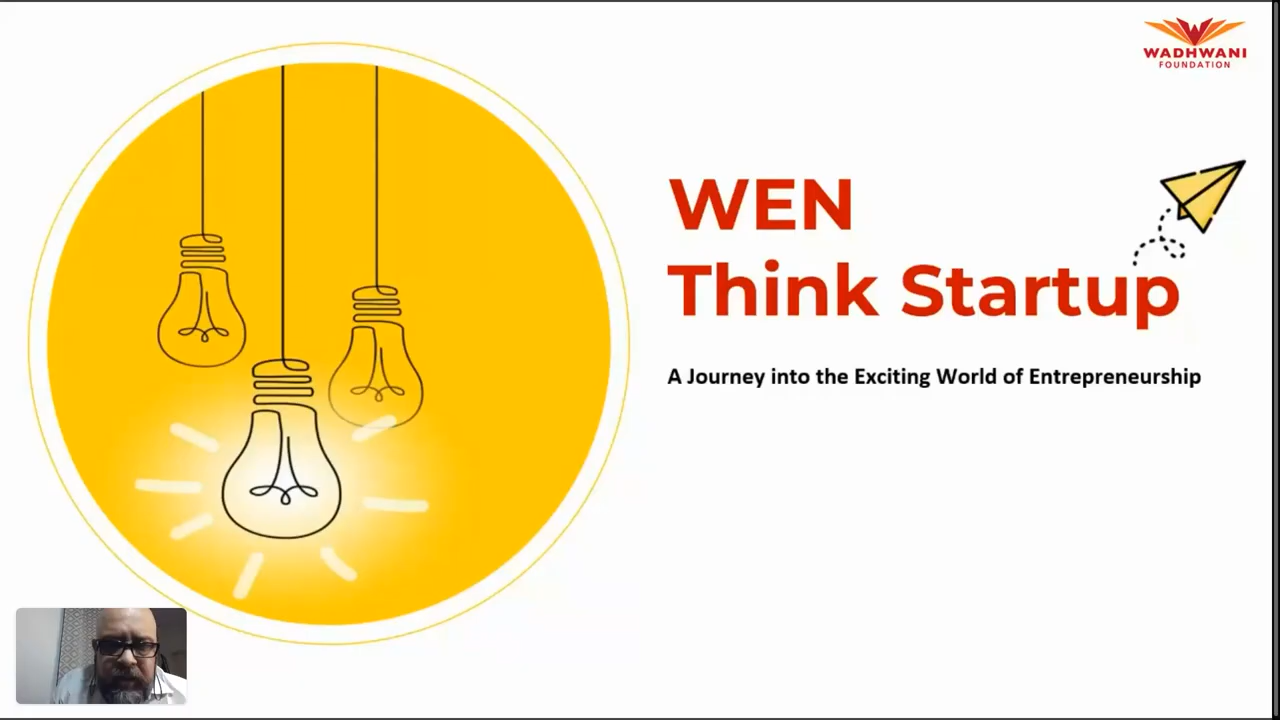 WADHWANI
FOUNDATION
WEN
Think Startup
A Journey into the Exciting World of Entrepreneurship